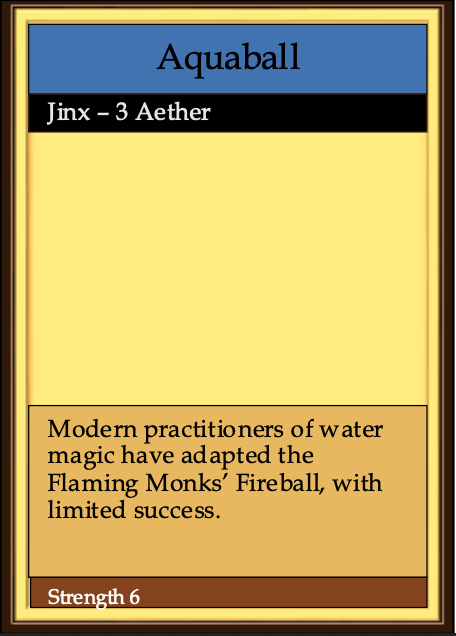 Aquaball
Jinx – 3 Aether
Modern practitioners of water
magic have adapted the
Flaming Monks’ Fireball, with
limited success.
Strength 6